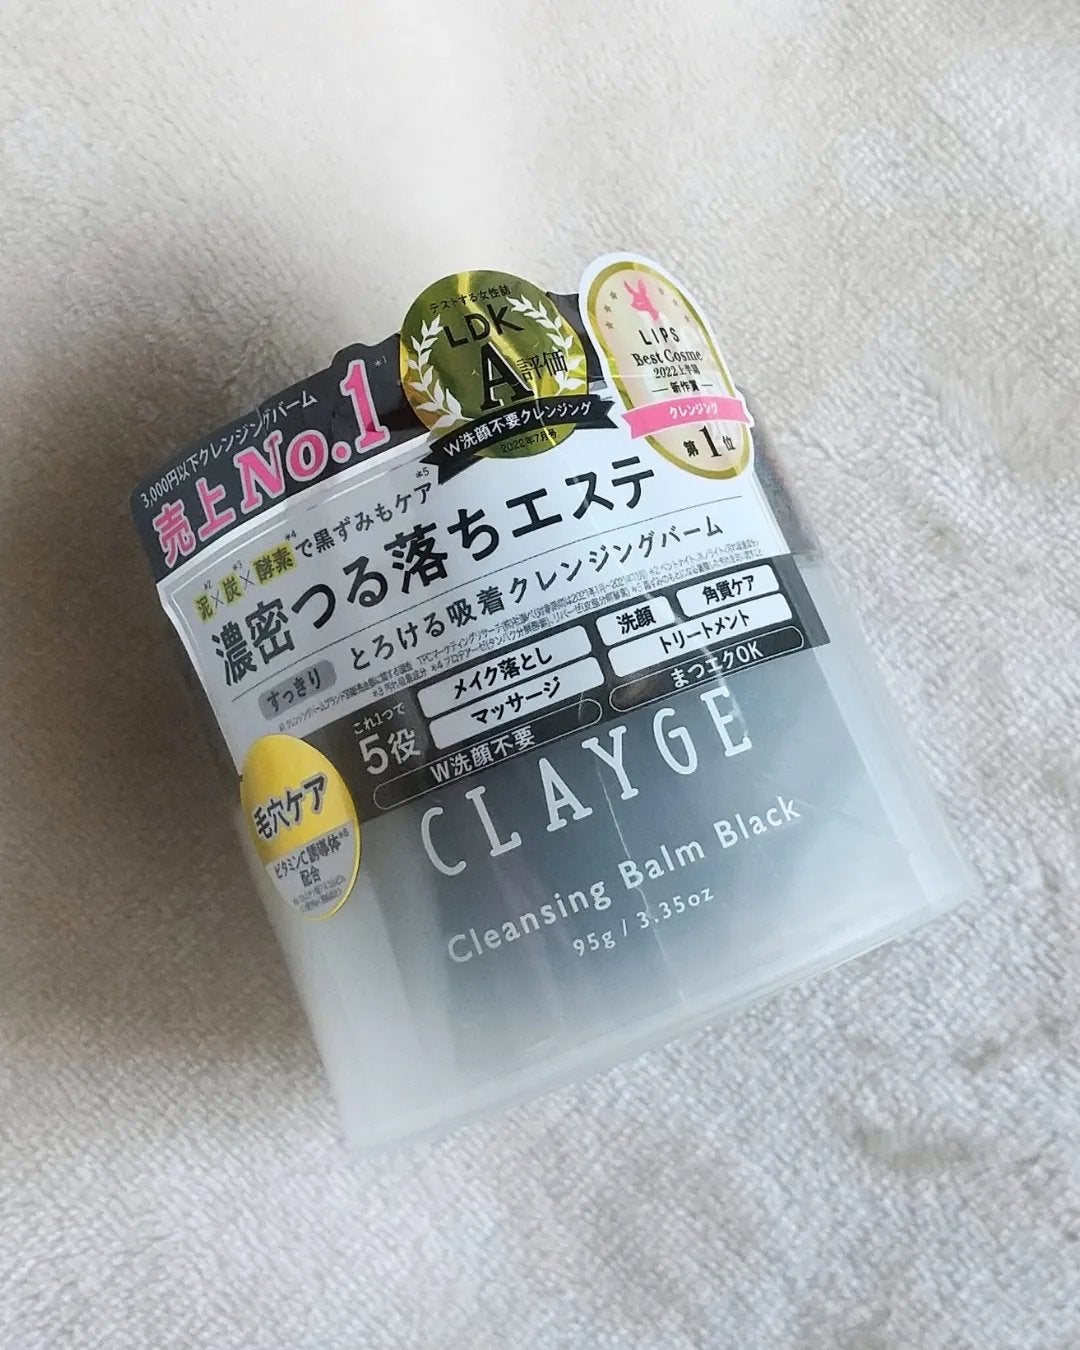 3,000円以下クレンジングバーム
売上No.1
*1
テストする女性誌
LDK
A評価
W洗顔不要クレンジング
2022年7月号
LIPS
Best Cosme
2022上半期
新作賞
クレンジング
第1位
泥*2×炭*3×酵素*4で黒ずみもケア*5
濃密つる落ちエステ
すっきり
とろける吸着クレンジングバーム
これ1つで
5役
メイク落とし
洗顔
角質ケア
マッサージ
トリートメント
W洗顔不要
まつエクOK
毛穴ケア
ビタミンC誘導体*6
配合
CLAYGE
Cleansing Balm Black
95g / 3.35oz